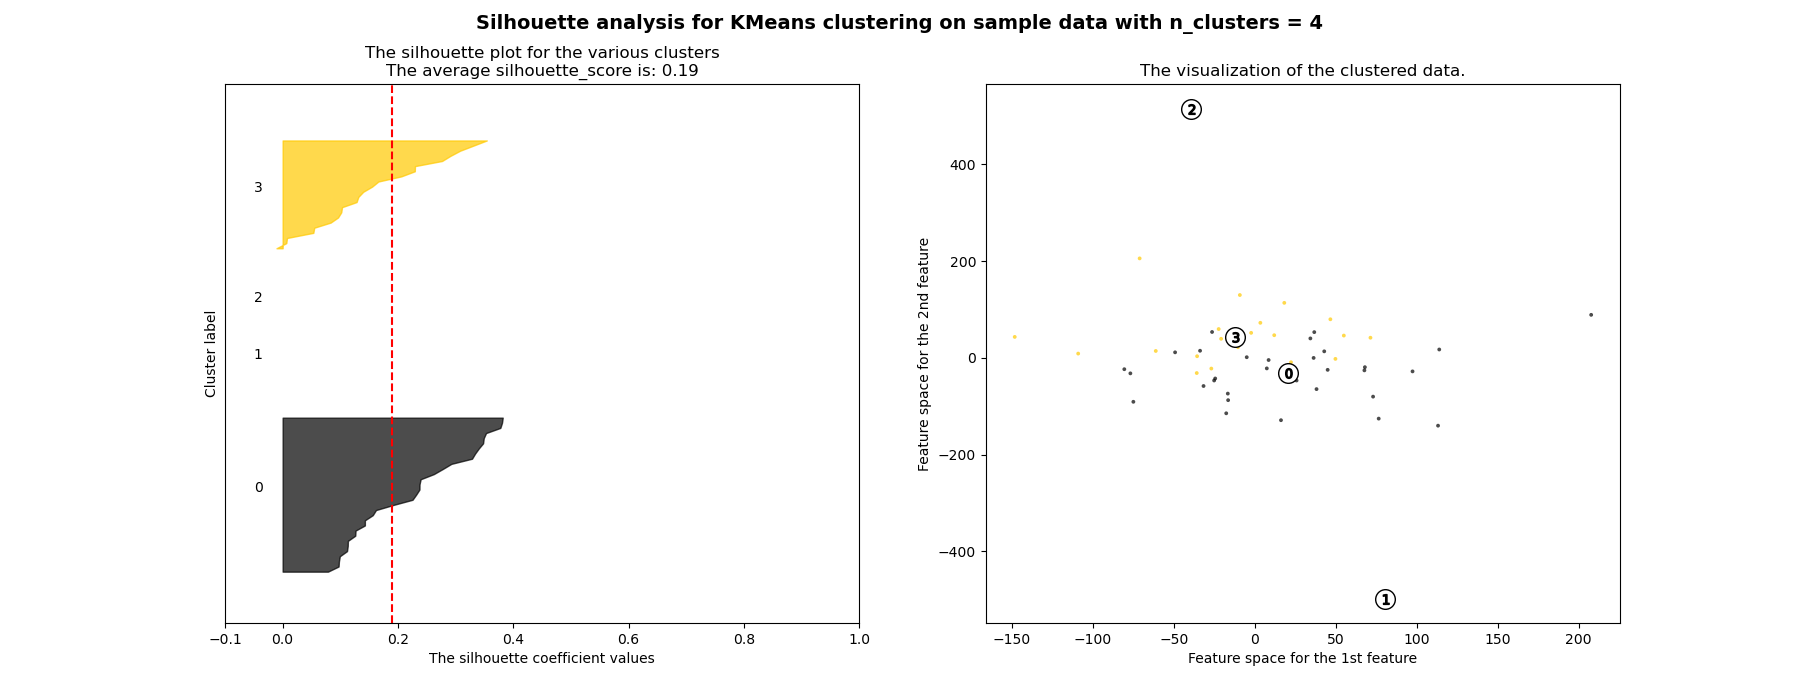 Silhouette analysis for KMeans clustering on sample data with n_clusters = 4
The silhouette plot for the various clusters
The average silhouette_score is: 0.19
Cluster label
3
2
1
0
−0.1 0.0 0.2 0.4 0.6 0.8 1.0
The silhouette coefficient values
The visualization of the clustered data.
Feature space for the 2nd feature
400
200
0
−200
−400
2
3
0
1
−150 −100 −50 0 50 100 150 200
Feature space for the 1st feature